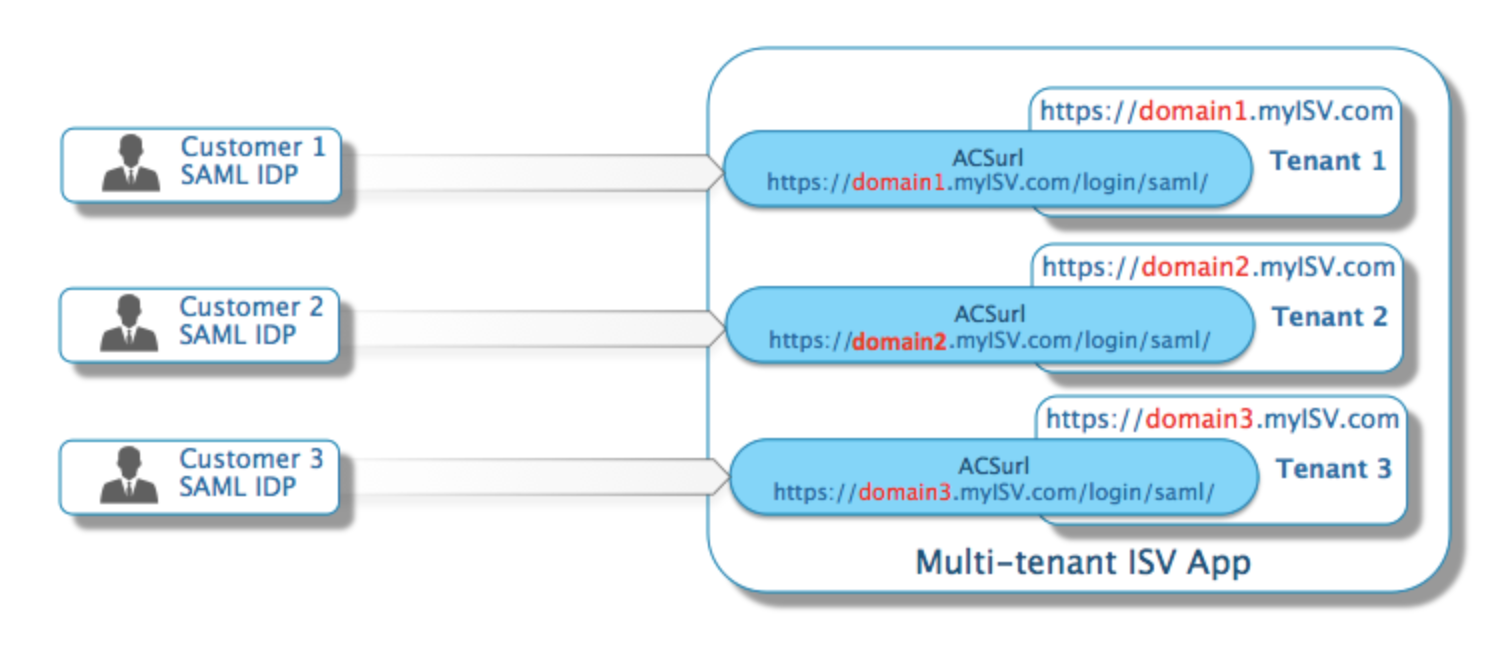 Customer 1
SAML IDP
https://domain1.myISV.com
ACSurl
https://domain1.myISV.com/login/saml/
Tenant 1
Customer 2
SAML IDP
https://domain2.myISV.com
ACSurl
https://domain2.myISV.com/login/saml/
Tenant 2
Customer 3
SAML IDP
https://domain3.myISV.com
ACSurl
https://domain3.myISV.com/login/saml/
Tenant 3
Multi-tenant ISV App